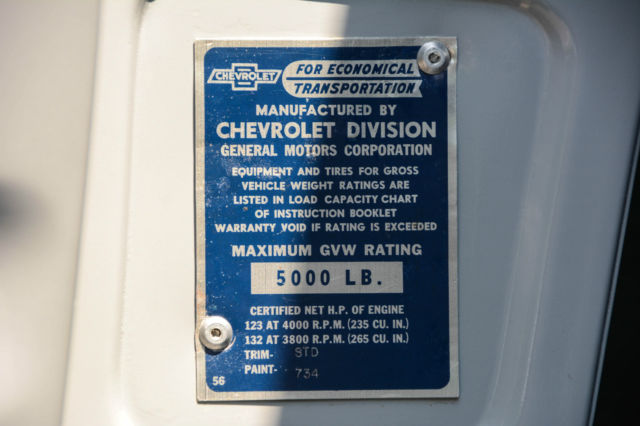 CHEVROLET FOR ECONOMICAL
TRANSPORTATION
MANUFACTURED BY
CHEVROLET DIVISION
GENERAL MOTORS CORPORATION
EQUIPMENT AND TIRES FOR GROSS
VEHICLE WEIGHT RATINGS ARE
LISTED IN LOAD CAPACITY CHART
OF INSTRUCTION BOOKLET
WARRANTY VOID IF RATING IS EXCEEDED
MAXIMUM GVW RATING
5000 LB.
CERTIFIED NET H.P. OF ENGINE
123 AT 4000 R.P.M. (235 CU. IN.)
132 AT 3800 R.P.M. (265 CU. IN.)
TRIM- STD
PAINT- 734
56